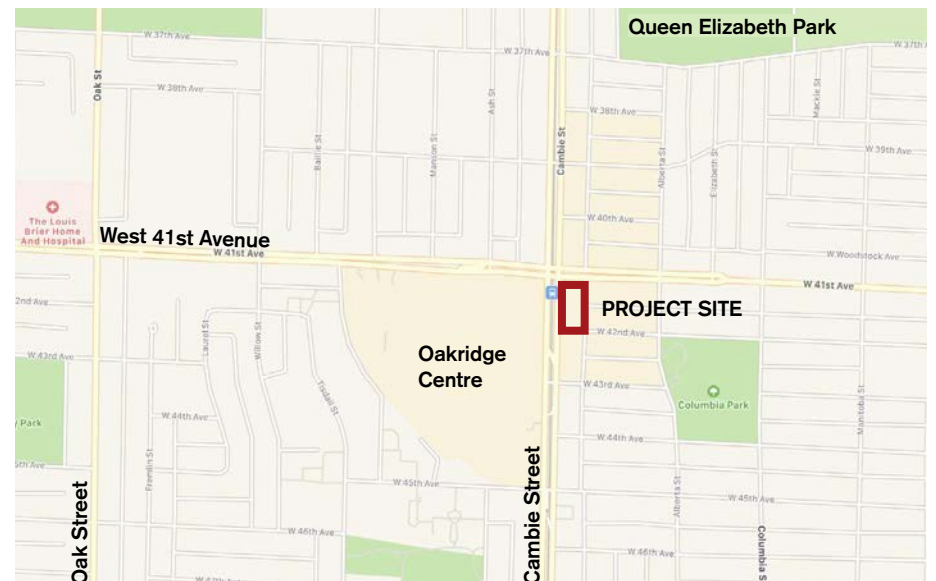 Queen Elizabeth Park
W 37th Ave
W 37th Ave
W 37th A
Oak St
W 38th Ave
Ash St
Mackie St
W 38th Ave
Cambie St
Baillie St
Manson St
Alberta St
Elizabeth St
W 39th Ave
The Louis
Brier Home
And Hospital
West 41st Avenue
W 41st Ave
W 40th Ave
W Woodstock Ave
W 41st Ave
2nd Ave
PROJECT SITE
Laurel St
Willow St
W 42nd Ave
Oakridge
Centre
W 43rd Ave
Tisdall St
W 43rd Ave
Columbia Park
Manitoba St
W 44th Ave
y Park
W 44th Ave
5th Ave
Fremlin St
W 45th Ave
Alberta St
W 45th Ave
Oak Street
Cambie Street
W 46th Ave
Columbia S
W 46th Ave